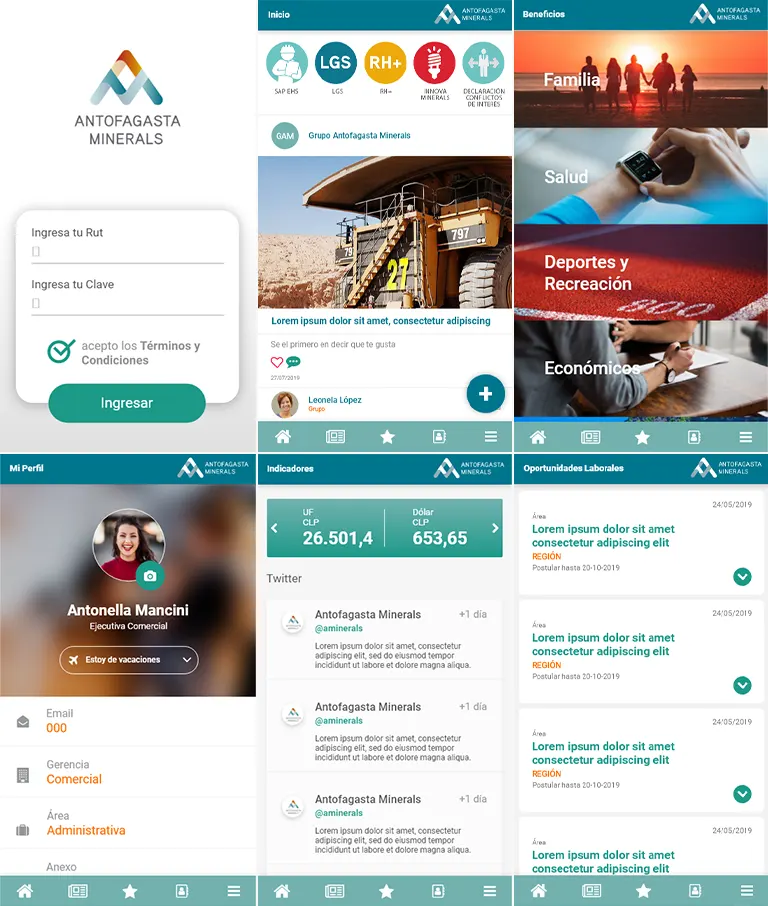 ANTOFAGASTA
MINERALS
Ingresa tu Rut
Ingresa tu Clave
acepto los Términos y
Condiciones
Ingresar
Inicio
ANTOFAGASTA
MINERALS
LGS
RH+
SAP EHS
LGS
RH+
INNOVA
MINERALS
DECLARACIÓN
CONFLICTOS
DE INTERÉS
GAM
Grupo Antofagasta Minerals
797
797
27
Lorem ipsum dolor sit amet, consectetur adipiscing
Se el primero en decir que te gusta
27/07/2019
Leonela López
Grupo
+
Beneficios
ANTOFAGASTA
MINERALS
Familia
Salud
Deportes y
Recreación
800
Económicos
Mi Perfil
ANTOFAGASTA
MINERALS
Antonella Mancini
Ejecutiva Comercial
Estoy de vacaciones
Email
000
Gerencia
Comercial
Área
Administrativa
Anexo
Indicadores
ANTOFAGASTA
MINERALS
UF
CLP
26.501,4
Dólar
CLP
653,65
Twitter
Antofagasta Minerals +1 día
@aminerals
Lorem ipsum dolor sit amet, consectetur
adipiscing elit, sed do eiusmod tempor
incididunt ut labore et dolore magna aliqua.
Antofagasta Minerals +1 día
@aminerals
Lorem ipsum dolor sit amet, consectetur
adipiscing elit, sed do eiusmod tempor
incididunt ut labore et dolore magna aliqua.
Antofagasta Minerals +1 día
@aminerals
Lorem ipsum dolor sit amet, consectetur
adipiscing elit, sed do eiusmod tempor
incididunt ut labore et dolore magna aliqua.
Oportunidades Laborales
ANTOFAGASTA
MINERALS
24/05/2019
Área
Lorem ipsum dolor sit amet
consectetur adipiscing elit
REGIÓN
Postular hasta 20-10-2019
24/05/2019
Área
Lorem ipsum dolor sit amet
consectetur adipiscing elit
REGIÓN
Postular hasta 20-10-2019
24/05/2019
Área
Lorem ipsum dolor sit amet
consectetur adipiscing elit
REGIÓN
Postular hasta 20-10-2019
24/05/2019
Área
Lorem ipsum dolor sit amet
consectetur adipiscing elit